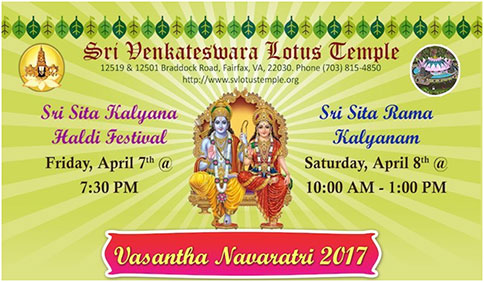 Sri Venkateswara Lotus Temple
12519 & 12501 Braddock Road, Fairfax, VA, 22030. Phone (703) 815-4850
http://www.svlotustemple.org
Sri Sita Kalyana
Haldi Festival
Friday, April 7th @
7:30 PM
Sri Sita Rama
Kalyanam
Saturday, April 8th @
10:00 AM - 1:00 PM
Vasantha Navaratri 2017